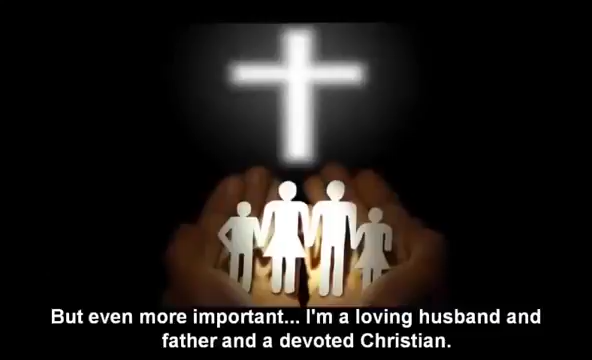 But even more important... I'm a loving husband and
father and a devoted Christian.